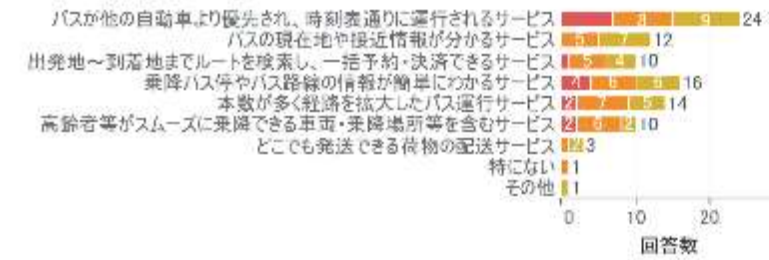 バスが他の自動車より優先され、時刻表通りに運行されるサービス 8 9 24
バスの現在地や接近情報が分かるサービス 5 7 12
出発地～到着地までルートを検索し、一括予約・決済できるサービス 5 4 10
乗降バス停やバス路線の情報が簡単にわかるサービス 4 6 6 16
本数が多く経路を拡大したバス運行サービス 2 7 5 14
高齢者等がスムーズに乗降できる車両・乗降場所等を含むサービス 2 6 2 10
どこでも発送できる荷物の配送サービス 2 3
特にない 1
その他 1
0 10 20
回答数